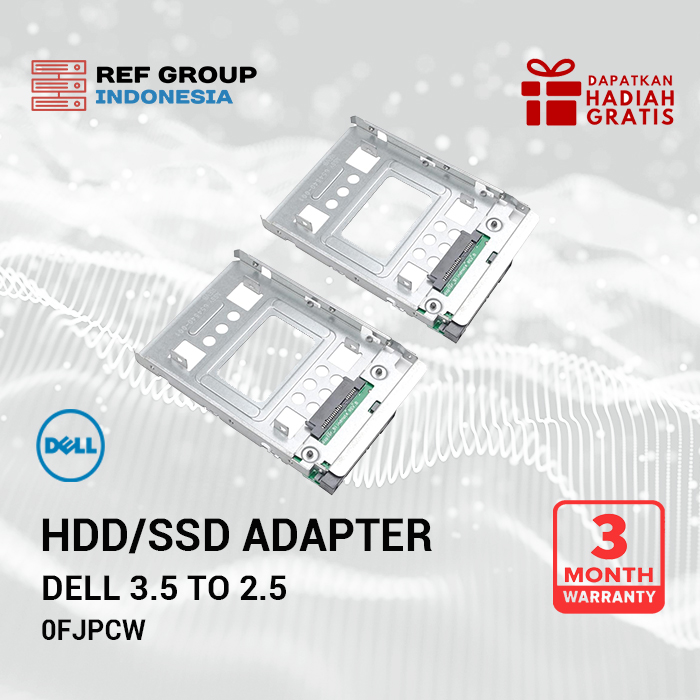 REF GROUP
INDONESIA
DAPATKAN
HADIAH
GRATIS
DELL
HDD/SSD ADAPTER
DELL 3.5 TO 2.5
0FJPCW
3
MONTH
WARRANTY